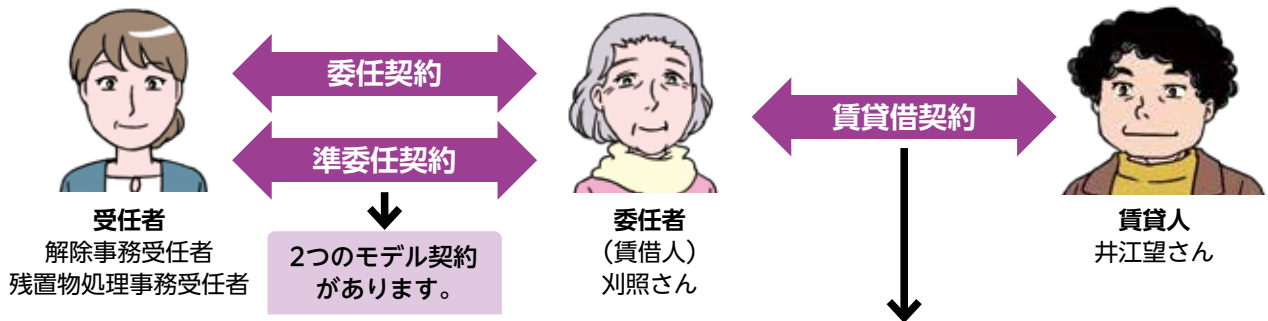 委任契約
準委任契約
賃貸借契約
受任者
解除事務受任者
残置物処理事務受任者
2つのモデル契約
があります。
委任者
（賃借人）
刈照さん
賃貸人
井江望さん